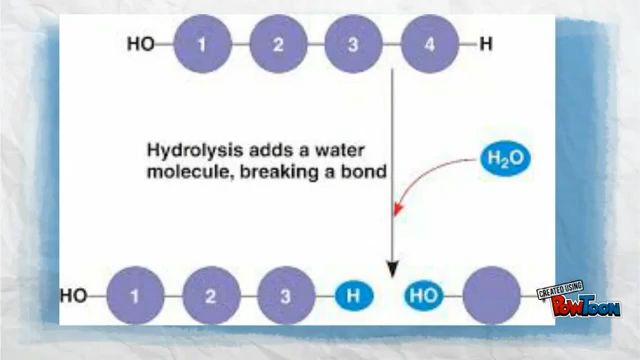 HO 1 2 3 4 H
Hydrolysis adds a water
molecule, breaking a bond
H₂O
HO 1 2 3 H HO
CREATED USING
POWTOON